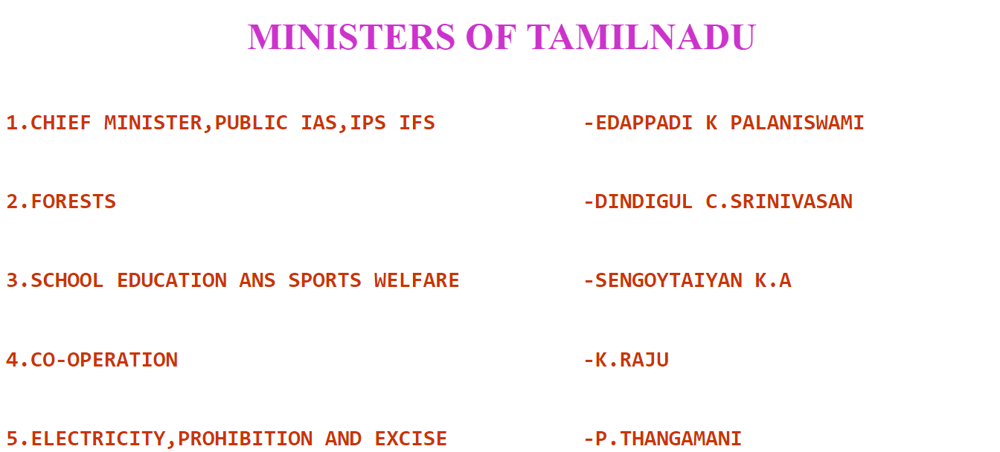 MINISTERS OF TAMILNADU
1.CHIEF MINISTER,PUBLIC IAS,IPS IFS -EDAPPADI K PALANISWAMI
2.FORESTS -DINDIGUL C.SRINIVASAN
3.SCHOOL EDUCATION ANS SPORTS WELFARE -SENGOYTAIYAN K.A
4.CO-OPERATION -K.RAJU
5.ELECTRICITY,PROHIBITION AND EXCISE -P.THANGAMANI